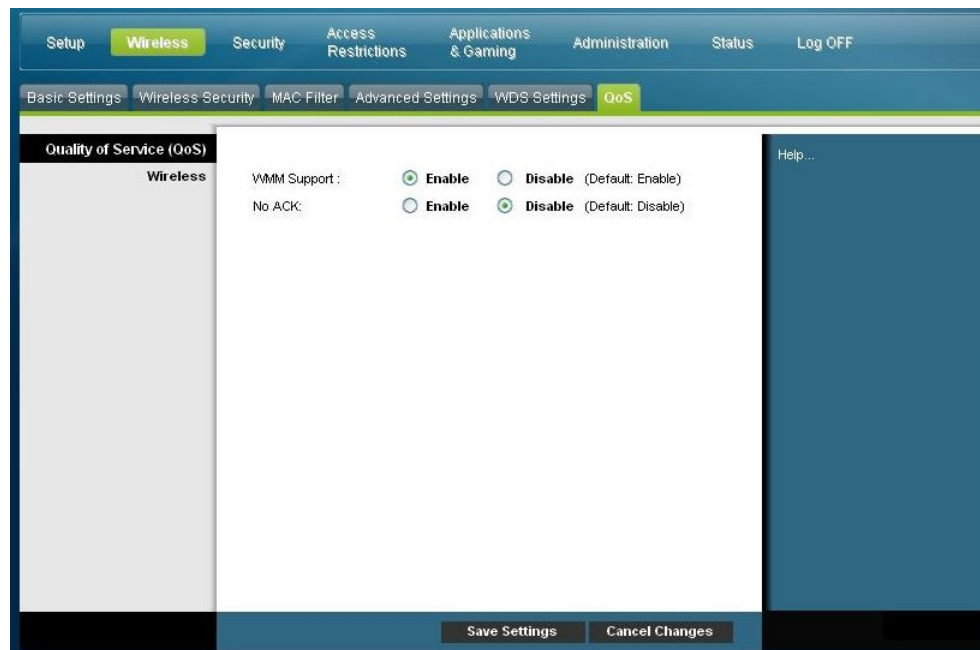 Setup Wireless Security Access Restrictions Applications & Gaming Administration Status Log OFF
Basic Settings Wireless Security MAC Filter Advanced Settings WDS Settings QoS
Quality of Service (QoS)
Wireless
WMM Support : Enable Disable (Default: Enable)
No ACK: Enable Disable (Default: Disable)
Help...
Save Settings Cancel Changes